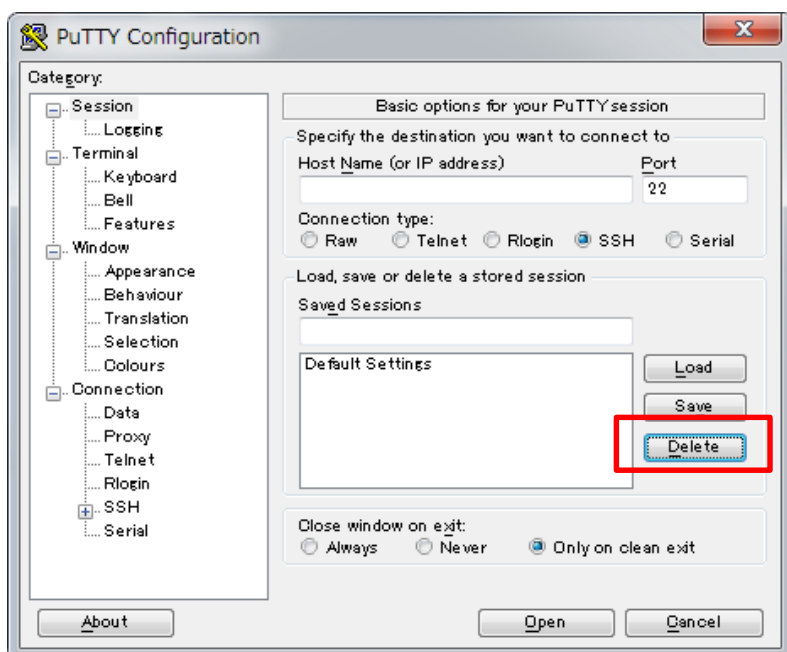 PuTTY Configuration
Category:
Session
Logging
Terminal
Keyboard
Bell
Features
Window
Appearance
Behaviour
Translation
Selection
Colours
Connection
Data
Proxy
Telnet
Rlogin
SSH
Serial
Basic options for your PuTTY session
Specify the destination you want to connect to
Host Name (or IP address) Port
22
Connection type:
Raw Telnet Rlogin SSH Serial
Load, save or delete a stored session
Saved Sessions
Default Settings
Load
Save
Delete
Close window on exit:
Always Never Only on clean exit
About Open Cancel